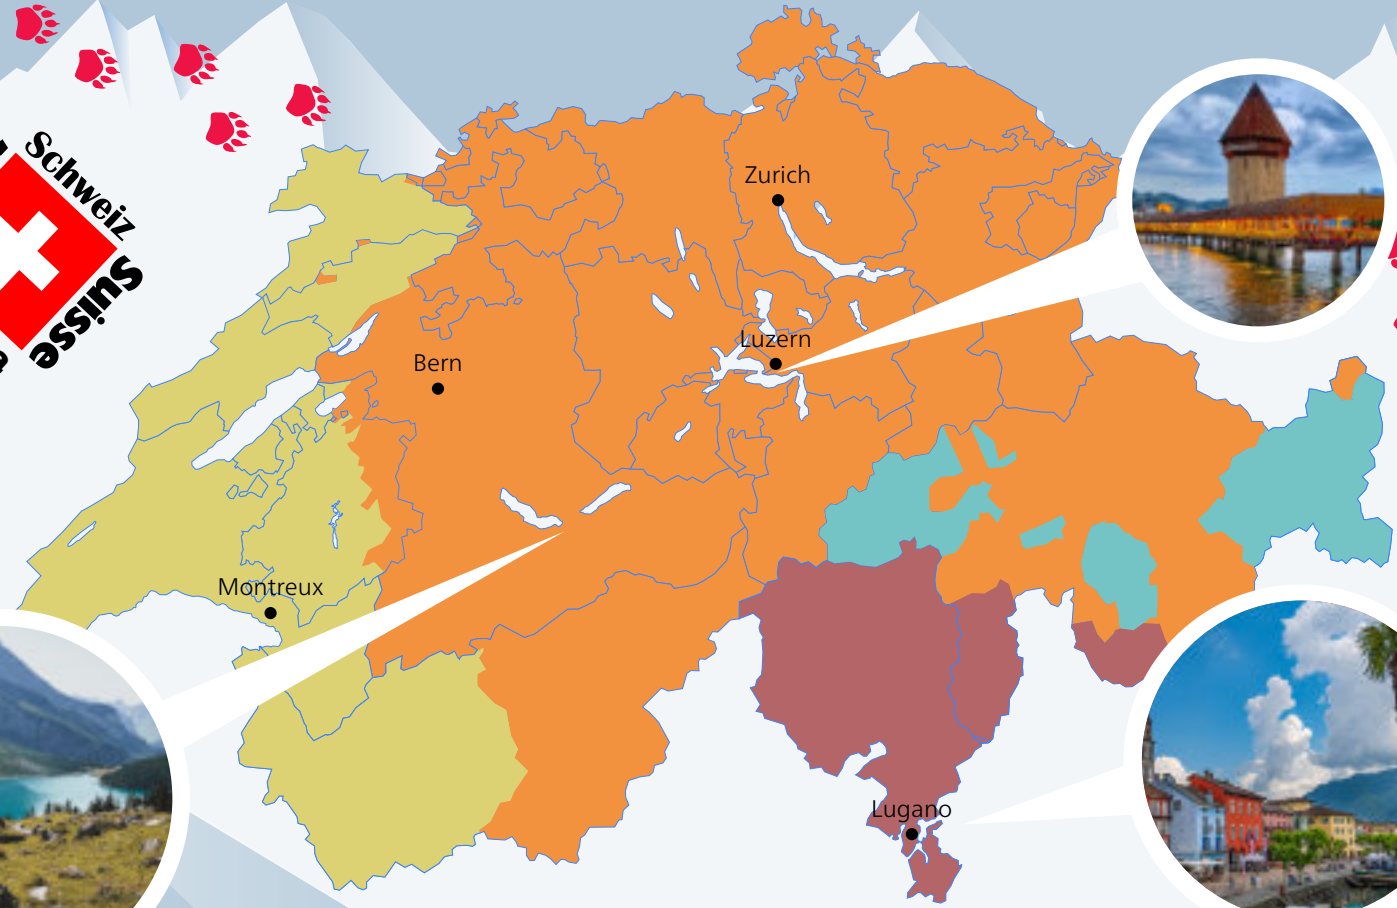 Schweiz
Suisse
Zurich
Luzern
Bern
Montreux
Lugano